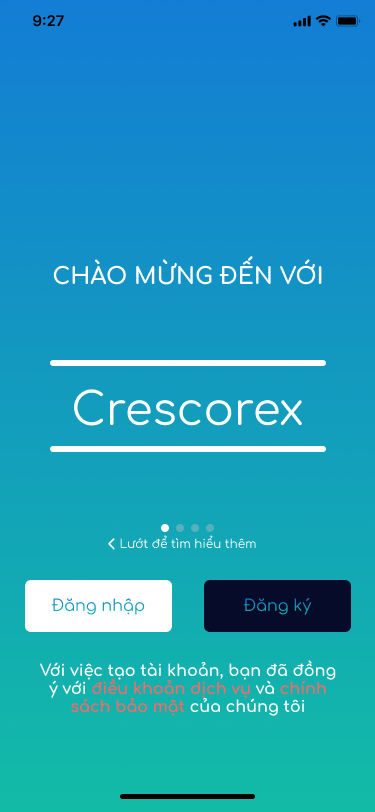 9:27
CHÀO MỪNG ĐẾN VỚI
Crescorex
Lướt để tìm hiểu thêm
Đăng nhập
Đăng ký
Với việc tạo tài khoản, bạn đã đồng
ý với điều khoản dịch vụ và chính
sách bảo mật của chúng tôi